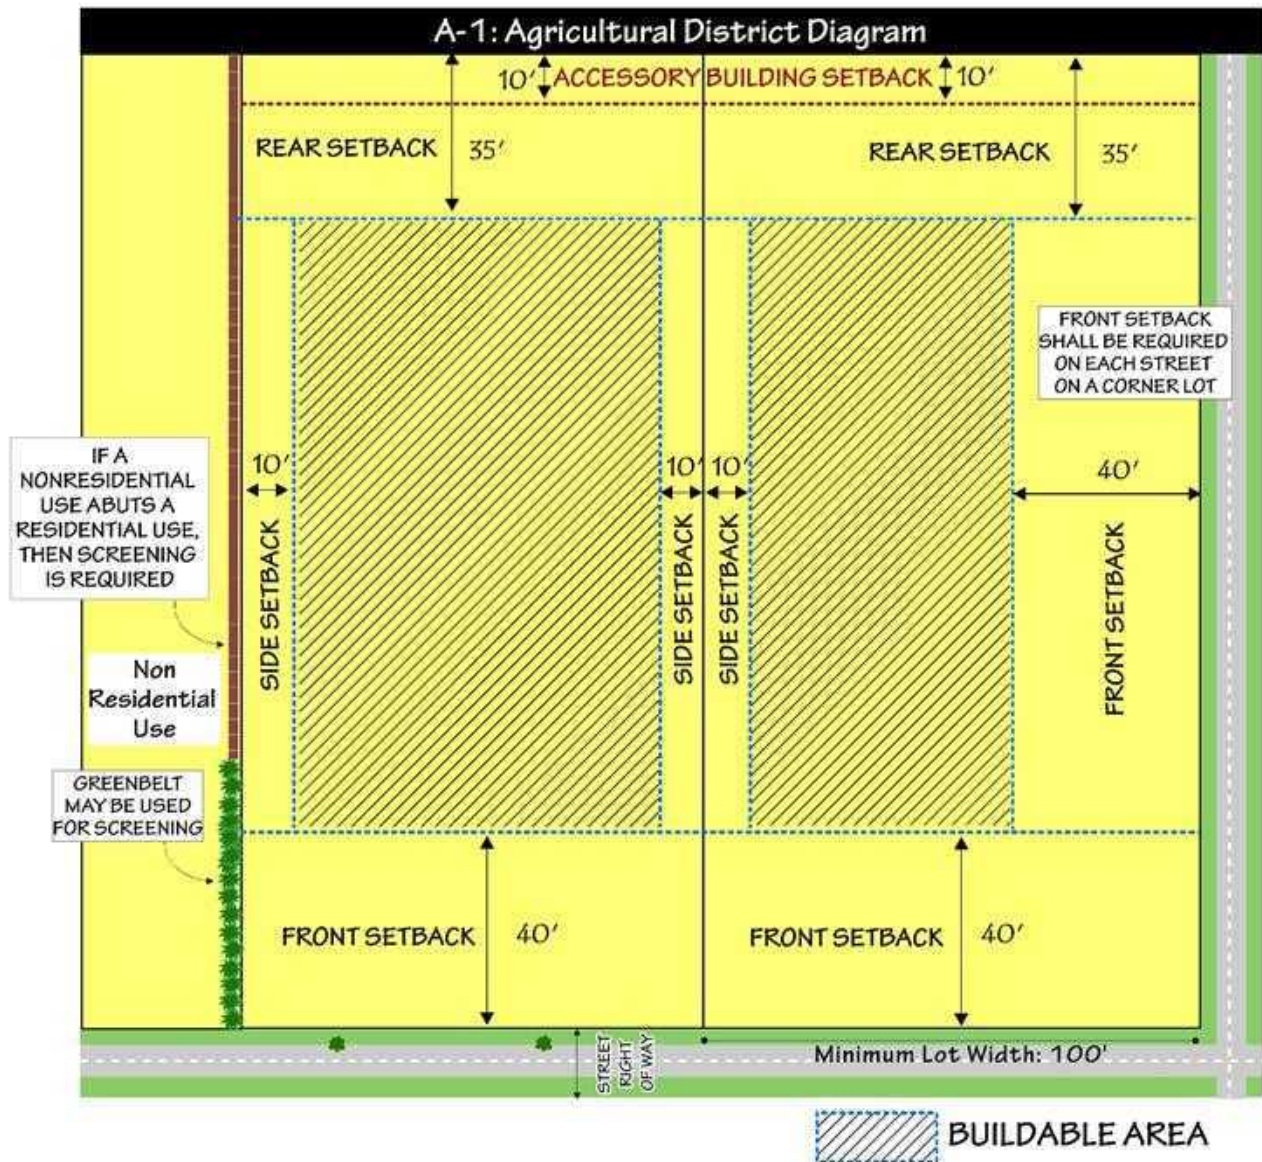 A-1: Agricultural District Diagram
10' ACCESSORY BUILDING SETBACK 10'
REAR SETBACK 35'
REAR SETBACK 35'
FRONT SETBACK
SHALL BE REQUIRED
ON EACH STREET
ON A CORNER LOT
IF A
NONRESIDENTIAL
USE ABUTS A
RESIDENTIAL USE,
THEN SCREENING
IS REQUIRED
10'
10'
10'
40'
SIDE SETBACK
SIDE SETBACK
SIDE SETBACK
FRONT SETBACK
Non
Residential
Use
GREENBELT
MAY BE USED
FOR SCREENING
FRONT SETBACK 40'
FRONT SETBACK 40'
STREET
RIGHT
OF WAY
Minimum Lot Width: 100'
BUILDABLE AREA